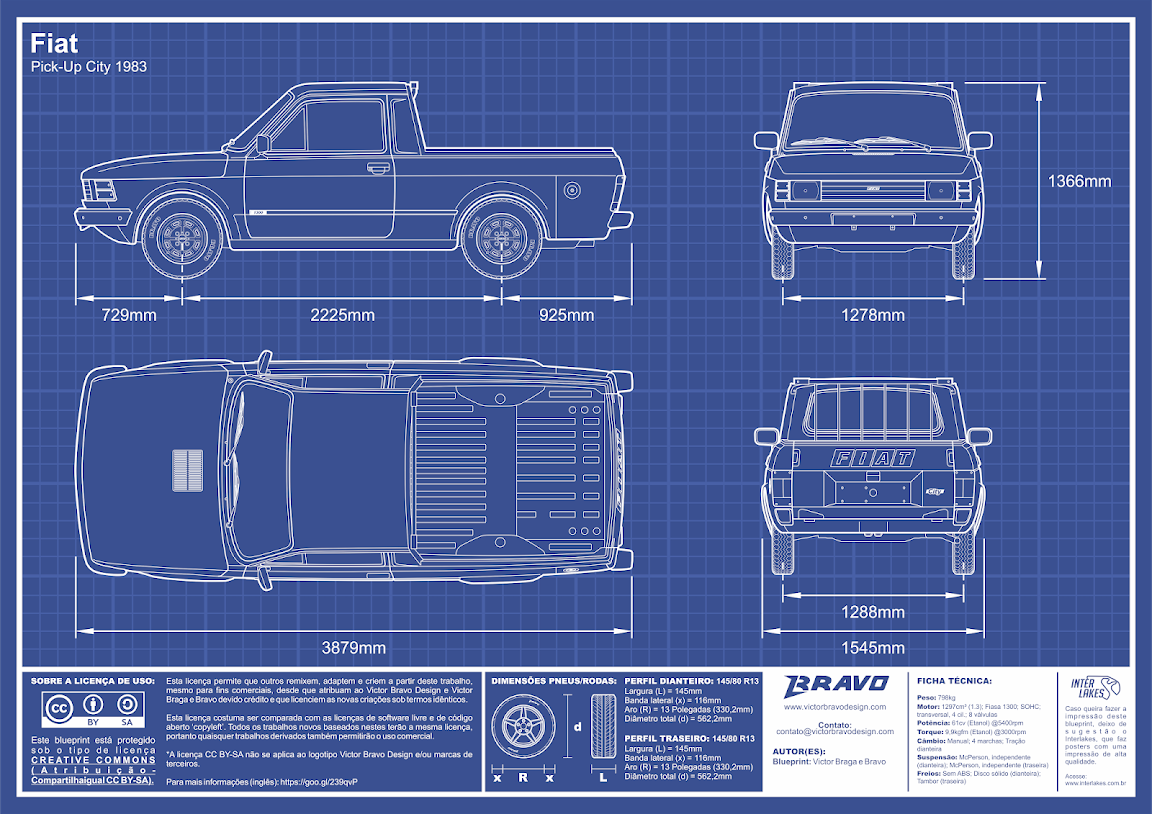 Fiat
Pick-Up City 1983
1300
1366mm
729mm
2225mm
925mm
1278mm
FIAT
City
1288mm
3879mm
1545mm
SOBRE A LICENÇA DE USO:
cc
BY SA
Este blueprint está protegido
sob o tipo de licença
CREATIVE COMMONS
(Atribuição-
CompartilhaIgual CC BY-SA).
Esta licença permite que outros remixem, adaptem e criem a partir deste trabalho,
mesmo para fins comerciais, desde que atribuam ao Victor Bravo Design e Victor
Braga e Bravo devido crédito e que licenciem as novas criações sob termos idênticos.
Esta licença costuma ser comparada com as licenças de software livre e de código
aberto 'copyleft'. Todos os trabalhos novos baseados nestes terão a mesma licença,
portanto quaisquer trabalhos derivados também permitirão o uso comercial.
*A licença CC BY-SA não se aplica ao logotipo Victor Bravo Design e/ou marcas de
terceiros.
Para mais informações (inglês): https://goo.gl/239qvP
DIMENSÕES PNEUS/RODAS:
d
x R x
L
PERFIL DIANTEIRO: 145/80 R13
Largura (L) = 145mm
Banda lateral (x) = 116mm
Aro (R) = 13 Polegadas (330,2mm)
Diâmetro total (d) = 562,2mm
PERFIL TRASEIRO: 145/80 R13
Largura (L) = 145mm
Banda lateral (x) = 116mm
Aro (R) = 13 Polegadas (330,2mm)
Diâmetro total (d) = 562,2mm
BRAVO
www.victorbravodesign.com
Contato:
contato@victorbravodesign.com
AUTOR(ES):
Blueprint: Victor Braga e Bravo
FICHA TÉCNICA:
Peso: 798kg
Motor: 1297cm³ (1.3); Fiasa 1300; SOHC;
transversal, 4 cil.; 8 válvulas
Potência: 61cv (Etanol) @5400rpm
Torque: 9,9kgfm (Etanol) @3000rpm
Câmbio: Manual; 4 marchas; Tração
dianteira
Suspensão: McPerson, independente
(dianteira); McPerson, independente (traseira)
Freios: Sem ABS; Disco sólido (dianteira);
Tambor (traseira)
INTER
LAKES
Caso queira fazer a
impressão deste
blueprint, deixo de
sugestão o
Interlakes, que faz
posters com uma
impressão de alta
qualidade.
Acesse:
www.interlakes.com.br